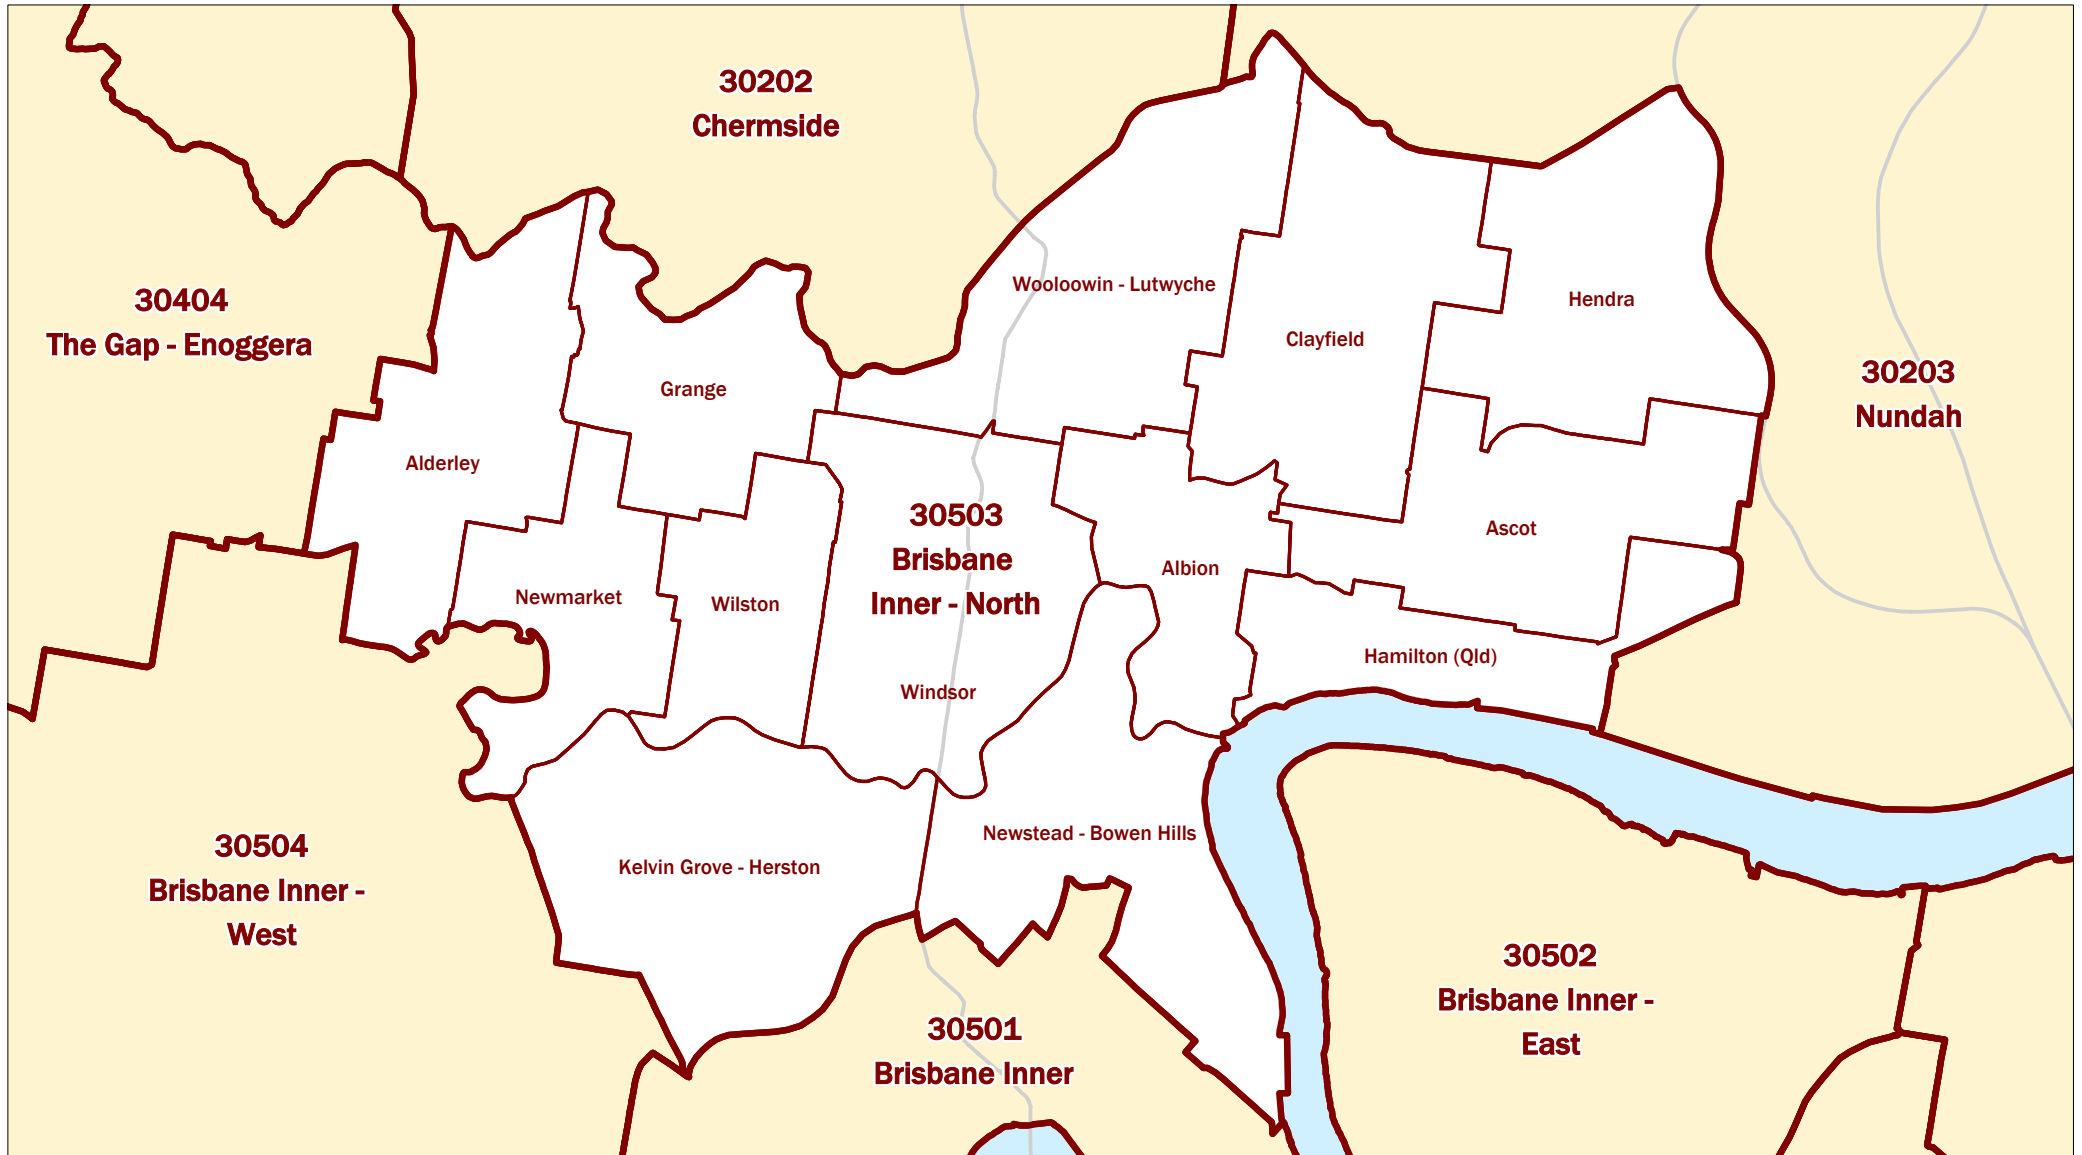 30202
Chermside
30404
The Gap - Enoggera
Wooloowin - Lutwyche
Hendra
Clayfield
30203
Nundah
Grange
Alderley
30503
Brisbane
Inner - North
Ascot
Albion
Newmarket
Wilston
Hamilton (Qld)
Windsor
Newstead - Bowen Hills
Kelvin Grove - Herston
30504
Brisbane Inner -
West
30502
Brisbane Inner -
East
30501
Brisbane Inner